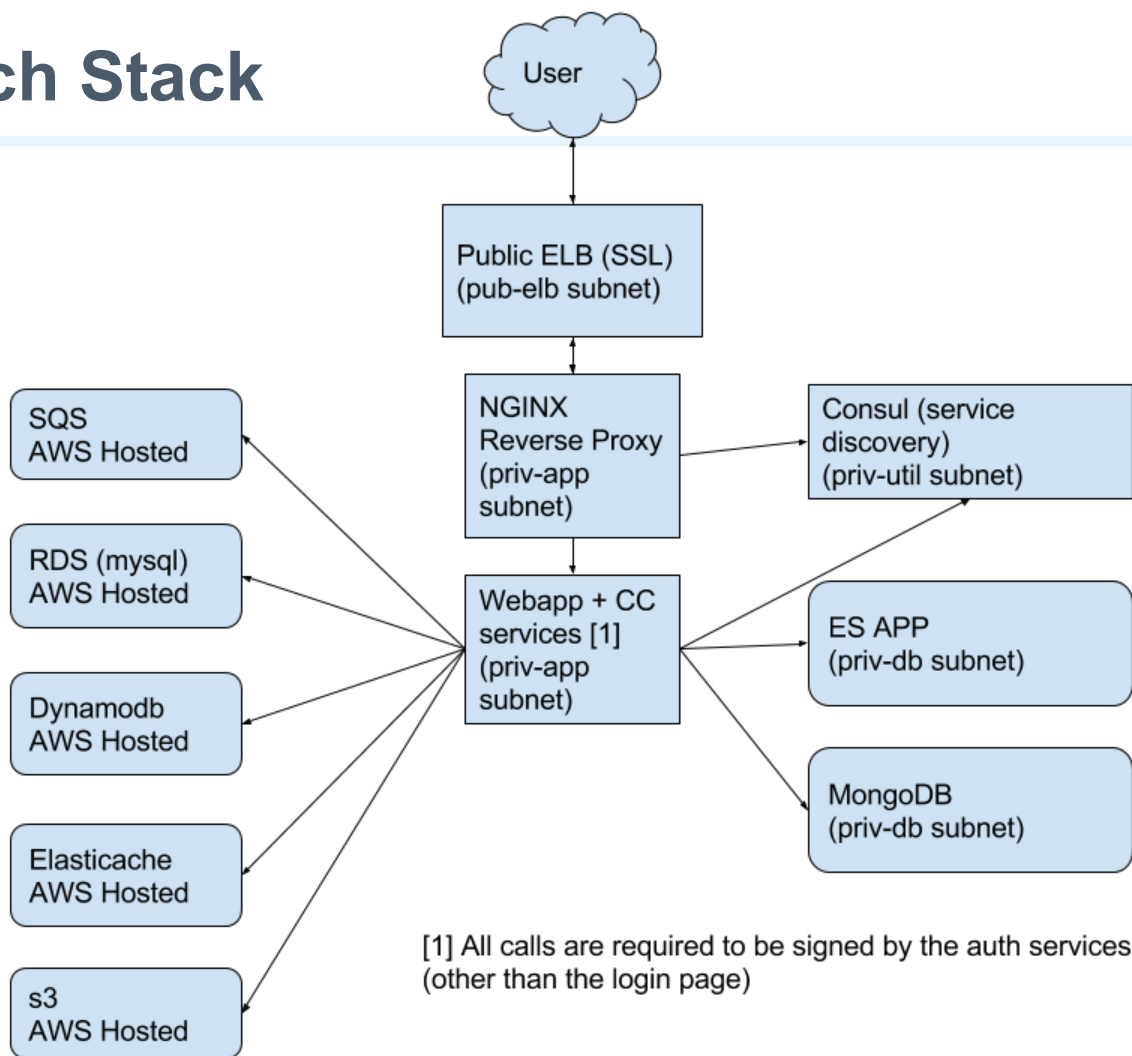 ch Stack
User
Public ELB (SSL)
(pub-elb subnet)
NGINX
Reverse Proxy
(priv-app
subnet)
Consul (service
discovery)
(priv-util subnet)
SQS
AWS Hosted
RDS (mysql)
AWS Hosted
Webapp + CC
services [1]
(priv-app
subnet)
ES APP
(priv-db subnet)
Dynamodb
AWS Hosted
MongoDB
(priv-db subnet)
Elasticache
AWS Hosted
s3
AWS Hosted
[1] All calls are required to be signed by the auth services
(other than the login page)